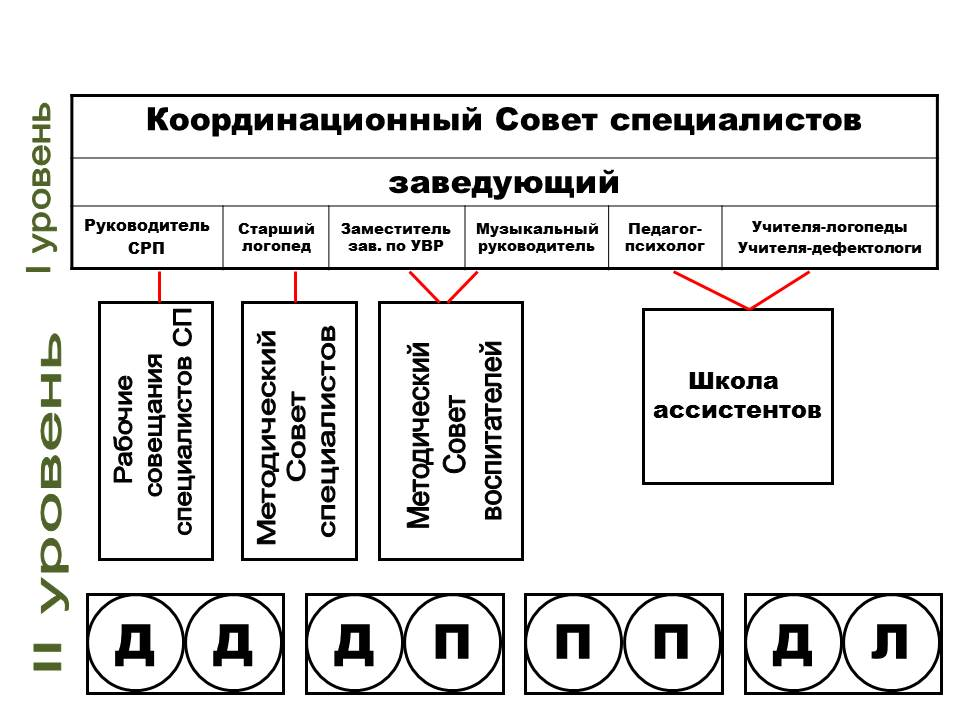 I уровень
Координационный Совет специалистов
заведующий
Руководитель
СРП
Старший
логопед
Заместитель
зав. по УВР
Музыкальный
руководитель
Педагог-
психолог
Учителя-логопеды
Учителя-дефектологи
II уровень
Рабочие
совещания
специалистов СП
Методический
Совет
специалистов
Методический
Совет
воспитателей
Школа
ассистентов
Д Д Д П П П Д Л